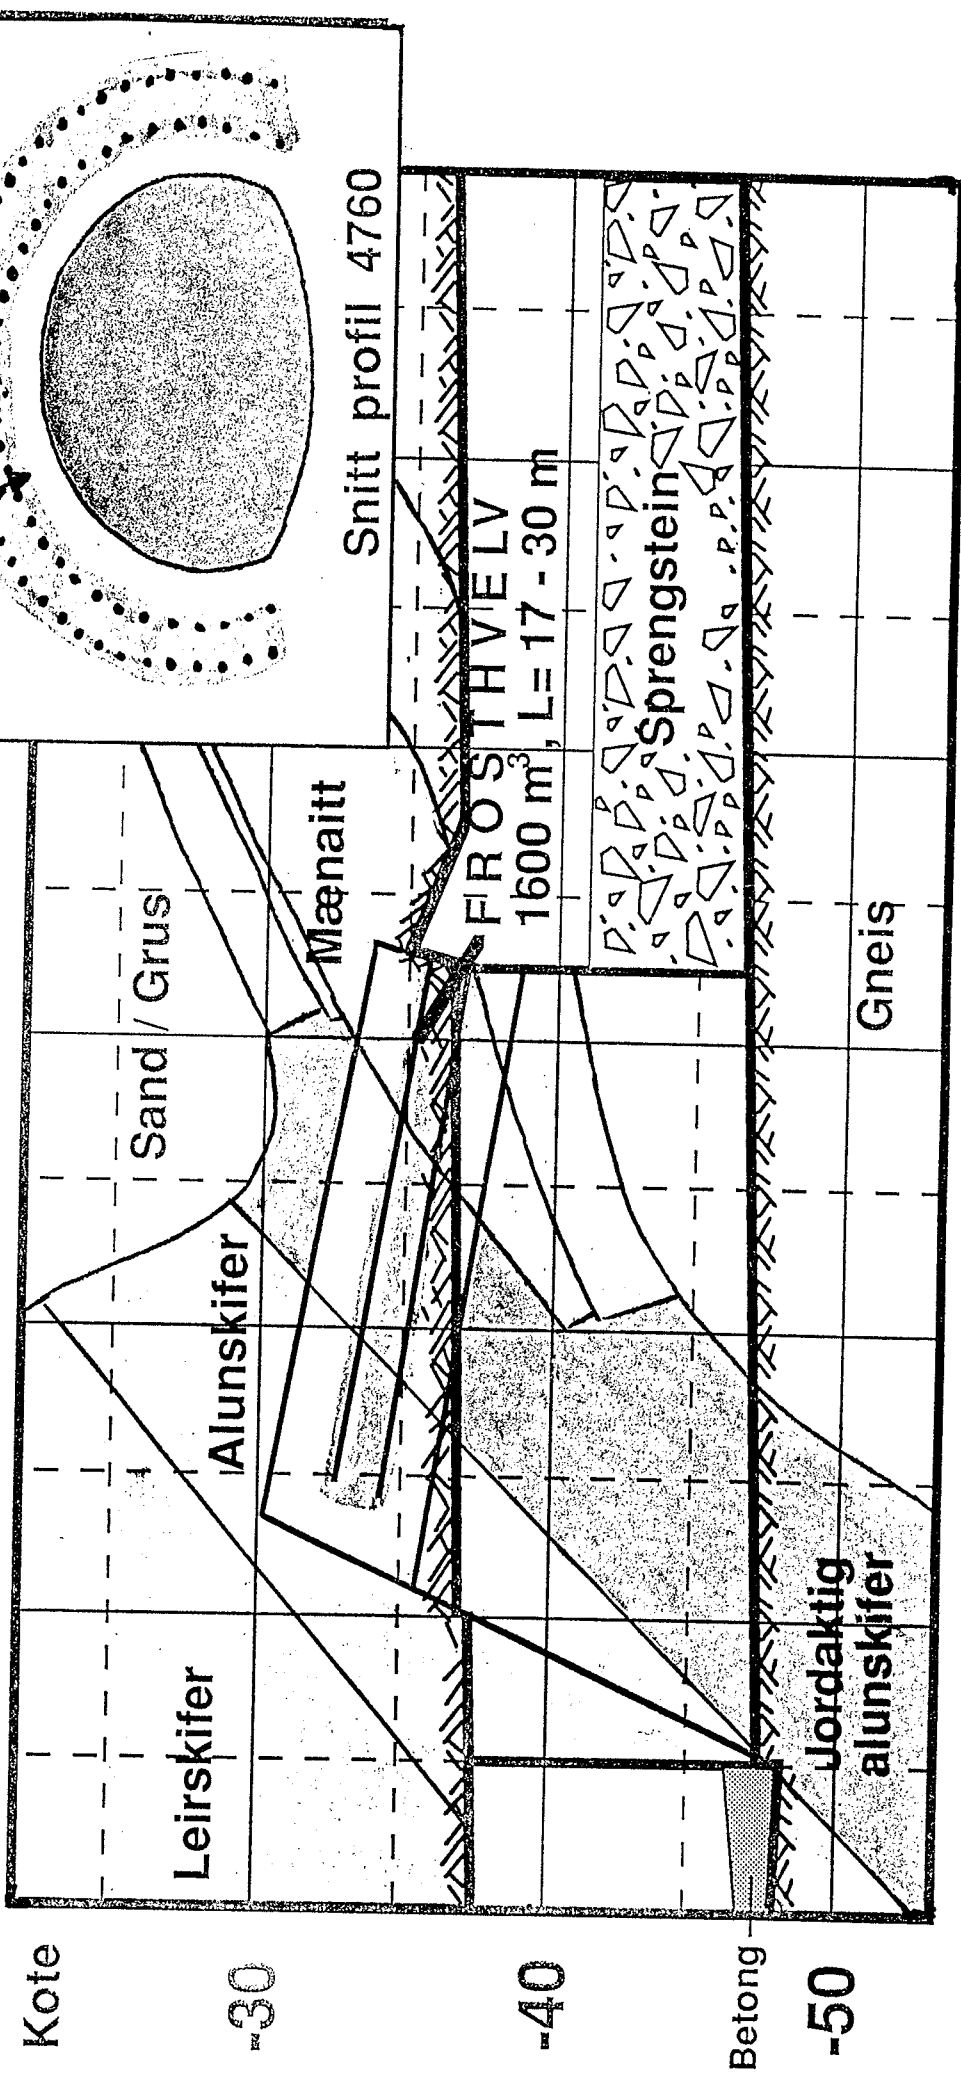 Kote
-30
-40
Betong
-50
Leirskifer
Alunskifer
Sand / Grus
Mænaitt
Snitt profil 4760
FROSTHVELV
1600 m³, L= 17 - 30 m
Sprengstein
Gneis
Jordaktig
alunskifer